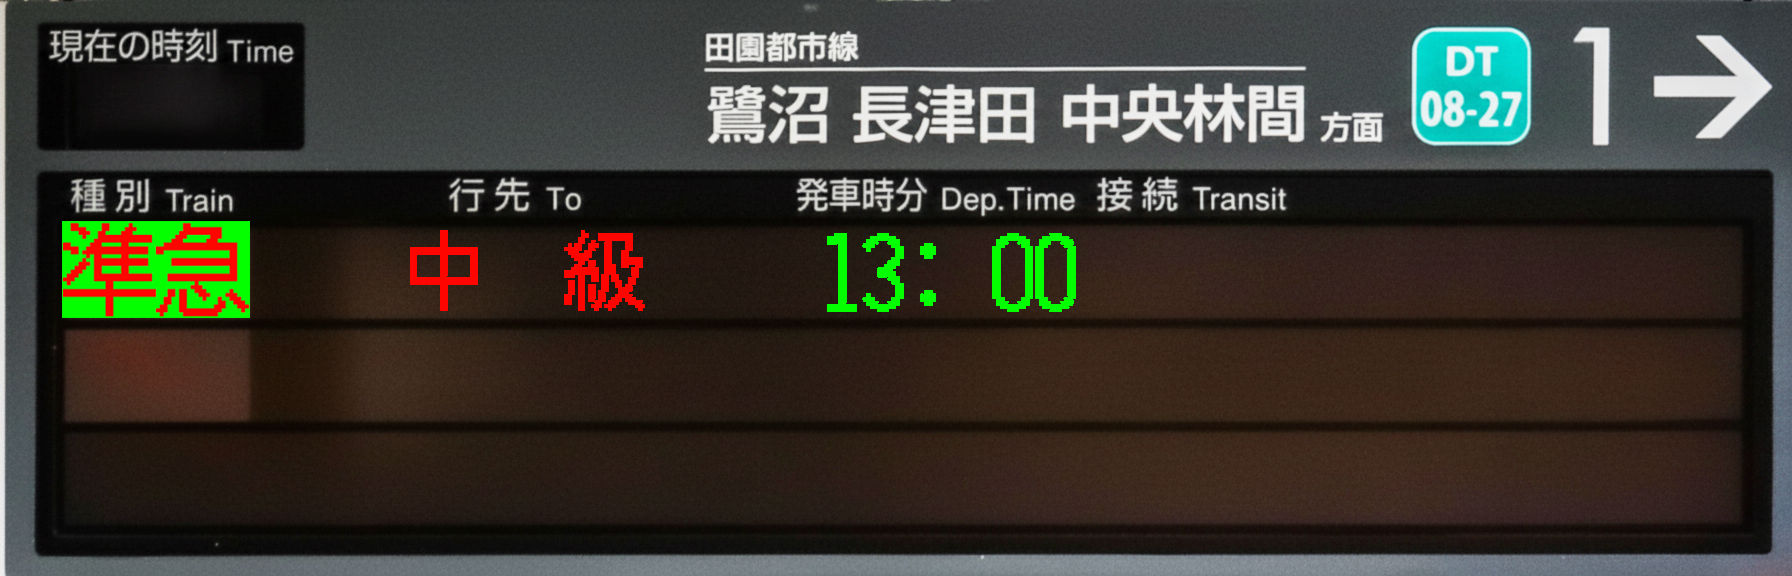 現在の時刻 Time
田園都市線
鷺沼 長津田 中央林間 方面
DT
08-27
1→
種別 Train 行先 To 発車時分 Dep.Time 接続 Transit
準急 中級 13:00